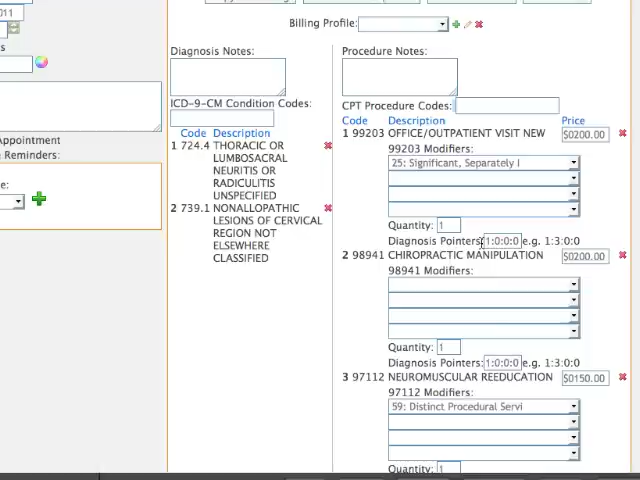 011
Billing Profile:
s
Diagnosis Notes:
Procedure Notes:
ICD-9-CM Condition Codes:
CPT Procedure Codes:
Code Description
Code Description Price
1 724.4 THORACIC OR
LUMBOSACRAL
NEURITIS OR
RADICULITIS
UNSPECIFIED
2 739.1 NONALLOPATHIC
LESIONS OF CERVICAL
REGION NOT
ELSEWHERE
CLASSIFIED
Appointment
Reminders:
e:
1 99203 OFFICE/OUTPATIENT VISIT NEW $0200.00
99203 Modifiers:
25: Significant, Separately I
Quantity: 1
Diagnosis Pointers: 1:0:0:0 e.g. 1:3:0:0
2 98941 CHIROPRACTIC MANIPULATION $0200.00
98941 Modifiers:
Quantity: 1
Diagnosis Pointers: 1:0:0:0 e.g. 1:3:0:0
3 97112 NEUROMUSCULAR REEDUCATION $0150.00
97112 Modifiers:
59: Distinct Procedural Servi
Quantity: 1